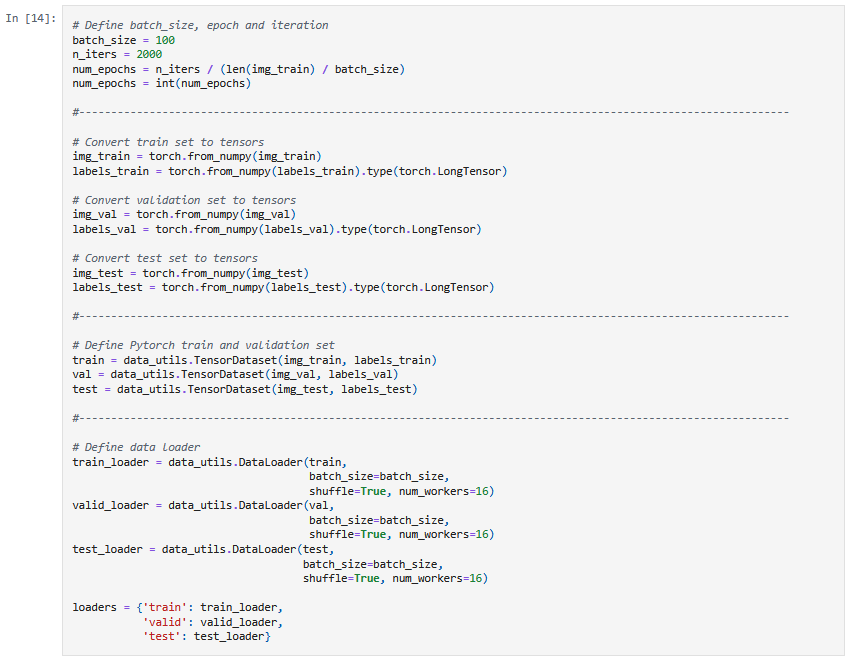 In [14]:
# Define batch_size, epoch and iteration
batch_size = 100
n_iters = 2000
num_epochs = n_iters / (len(img_train) / batch_size)
num_epochs = int(num_epochs)
#---------------------------------------------------------------------------------------------------------------
# Convert train set to tensors
img_train = torch.from_numpy(img_train)
labels_train = torch.from_numpy(labels_train).type(torch.LongTensor)
# Convert validation set to tensors
img_val = torch.from_numpy(img_val)
labels_val = torch.from_numpy(labels_val).type(torch.LongTensor)
# Convert test set to tensors
img_test = torch.from_numpy(img_test)
labels_test = torch.from_numpy(labels_test).type(torch.LongTensor)
#---------------------------------------------------------------------------------------------------------------
# Define Pytorch train and validation set
train = data_utils.TensorDataset(img_train, labels_train)
val = data_utils.TensorDataset(img_val, labels_val)
test = data_utils.TensorDataset(img_test, labels_test)
#---------------------------------------------------------------------------------------------------------------
# Define data loader
train_loader = data_utils.DataLoader(train,
                                     batch_size=batch_size,
                                     shuffle=True, num_workers=16)
valid_loader = data_utils.DataLoader(val,
                                     batch_size=batch_size,
                                     shuffle=True, num_workers=16)
test_loader = data_utils.DataLoader(test,
                                    batch_size=batch_size,
                                    shuffle=True, num_workers=16)
loaders = {'train': train_loader,
           'valid': valid_loader,
           'test': test_loader}